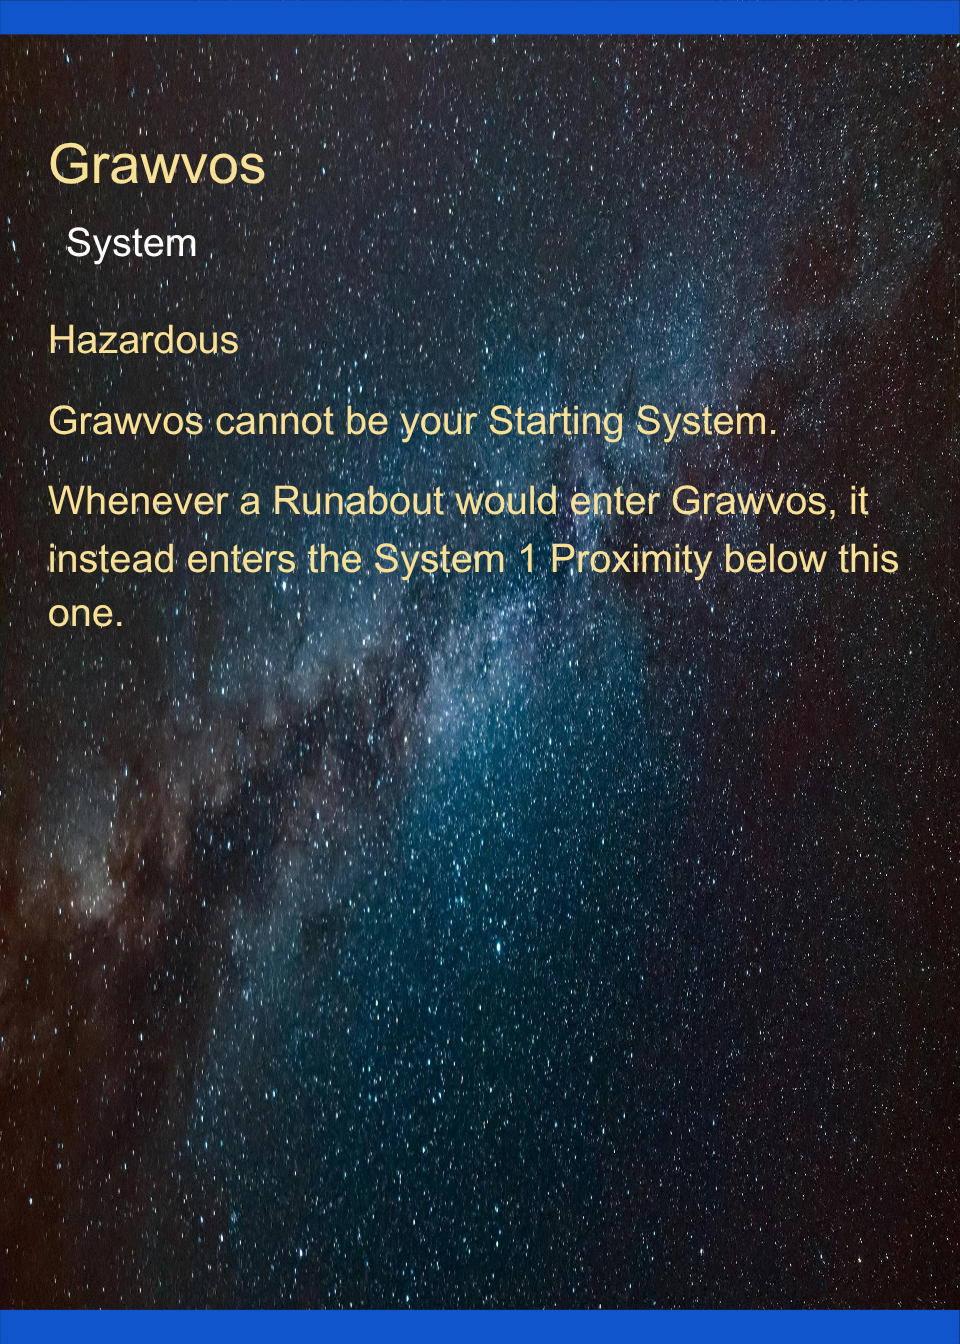 Grawvos
System
Hazardous
Grawvos cannot be your Starting System.
Whenever a Runabout would enter Grawvos, it
instead enters the System 1 Proximity below this
one.